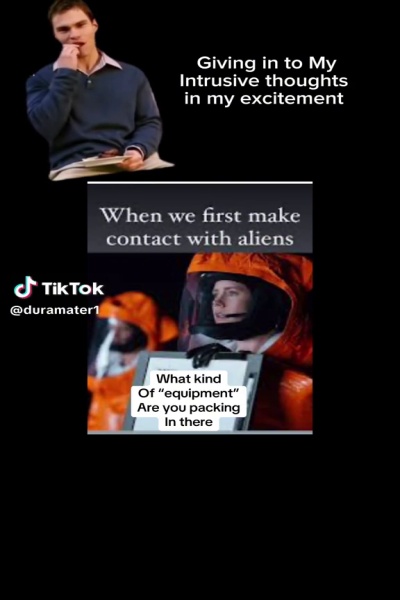 Giving in to My
Intrusive thoughts
in my excitement
When we first make
contact with aliens
TikTok
@duramater1
What kind
Of “equipment”
Are you packing
In there